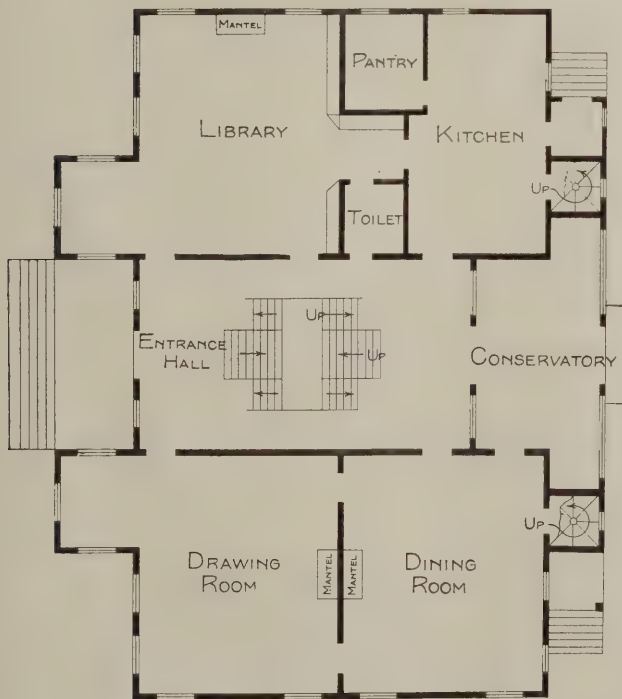 MANTEL
PANTRY
LIBRARY
KITCHEN
UP
TOILET
UP
ENTRANCE
HALL
UP
CONSERVATORY
UP
DRAWING
ROOM
MANTEL
MANTEL
DINING
ROOM